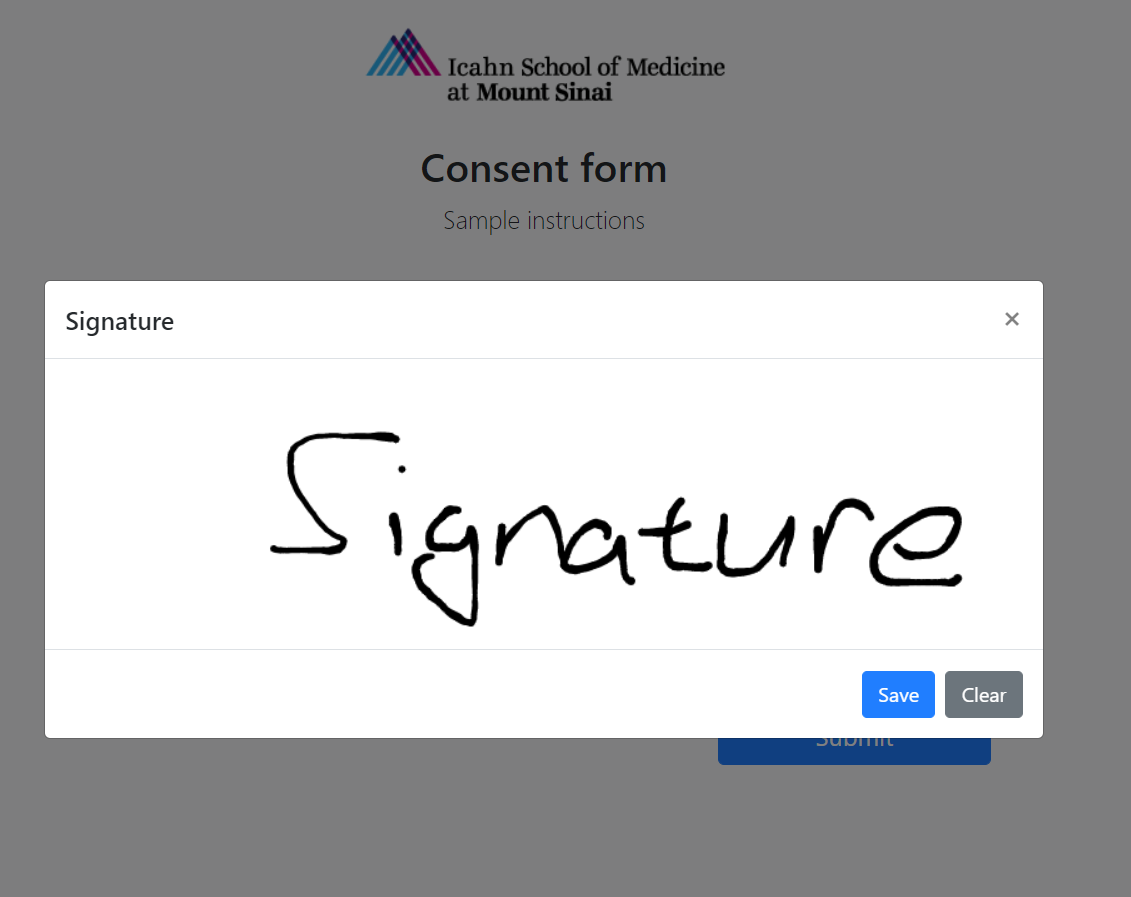 Icahn School of Medicine
at Mount Sinai
Consent form
Sample instructions
Signature
×
Signature
Save
Clear
Submit